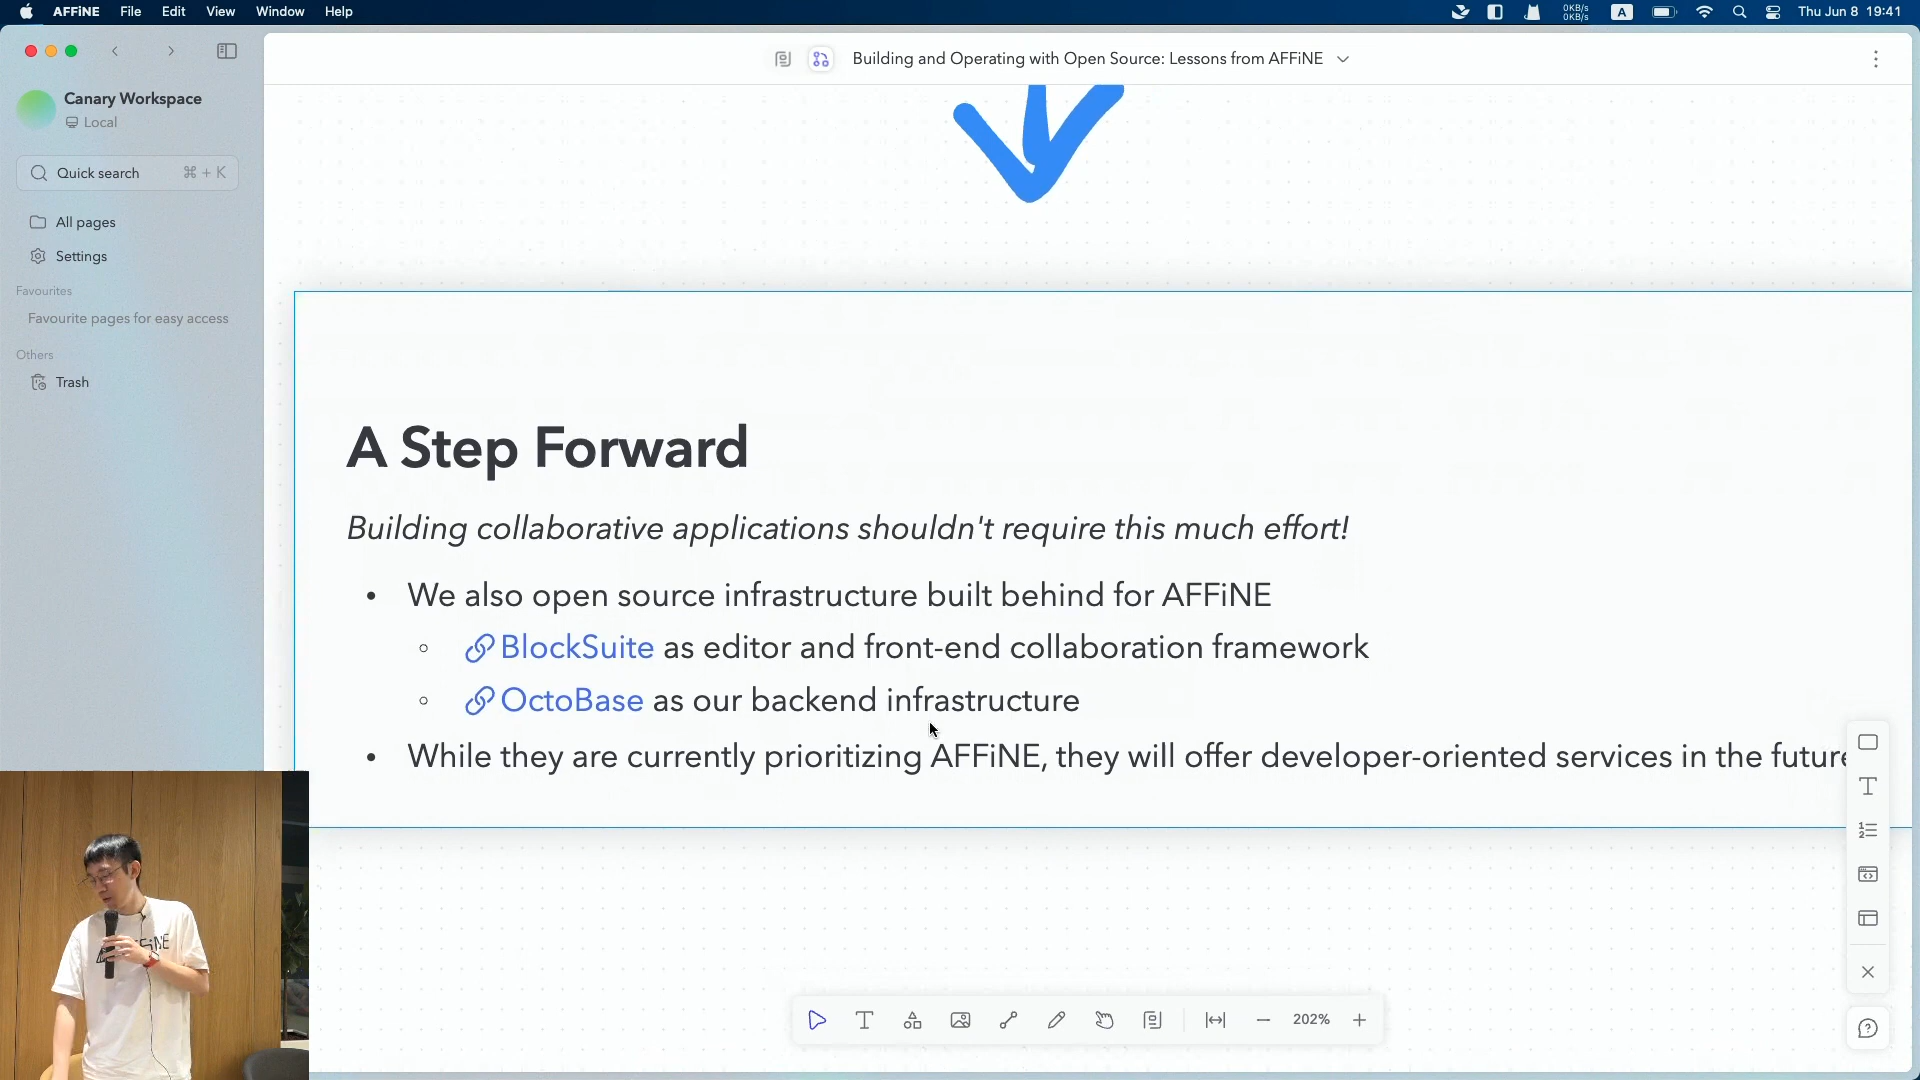 AFFiNE File Edit View Window Help
0KB/s
0KB/s
A
Thu Jun 8 19:41
Building and Operating with Open Source: Lessons from AFFiNE
Canary Workspace
Local
Quick search ⌘ + K
All pages
Settings
Favourites
Favourite pages for easy access
Others
Trash
A Step Forward
Building collaborative applications shouldn't require this much effort!
• We also open source infrastructure built behind for AFFiNE
◦ BlockSuite as editor and front-end collaboration framework
◦ OctoBase as our backend infrastructure
• While they are currently prioritizing AFFiNE, they will offer developer-oriented services in the future
202%